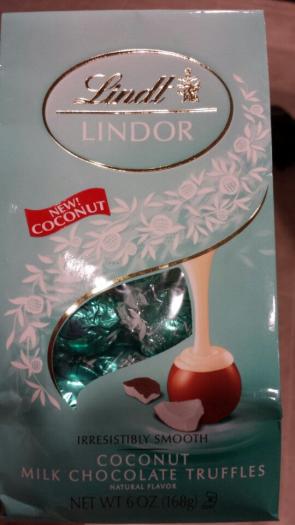 Lindt
LINDOR
NEW!
COCONUT
IRRESISTIBLY SMOOTH
COCONUT
MILK CHOCOLATE TRUFFLES
NATURAL FLAVOR
NET WT 6 OZ (168g)